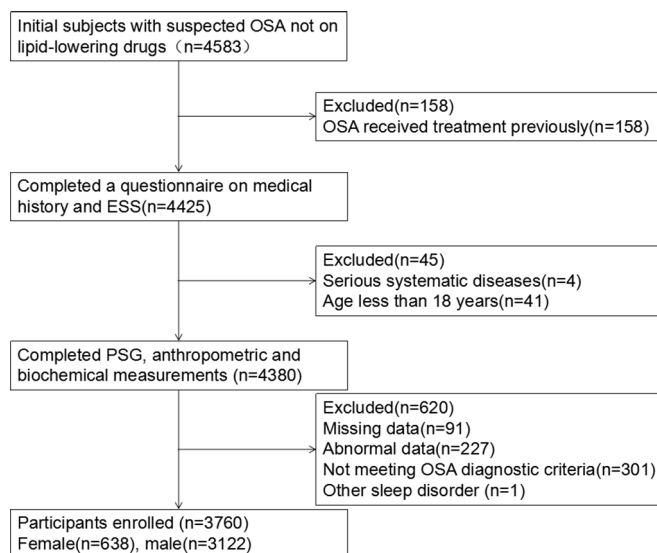 Initial subjects with suspected OSA not on
lipid-lowering drugs（n=4583）
Excluded(n=158)
OSA received treatment previously(n=158)
Completed a questionnaire on medical
history and ESS(n=4425)
Excluded(n=45)
Serious systematic diseases(n=4)
Age less than 18 years(n=41)
Completed PSG, anthropometric and
biochemical measurements (n=4380)
Excluded(n=620)
Missing data(n=91)
Abnormal data(n=227)
Not meeting OSA diagnostic criteria(n=301)
Other sleep disorder (n=1)
Participants enrolled (n=3760)
Female(n=638), male(n=3122)